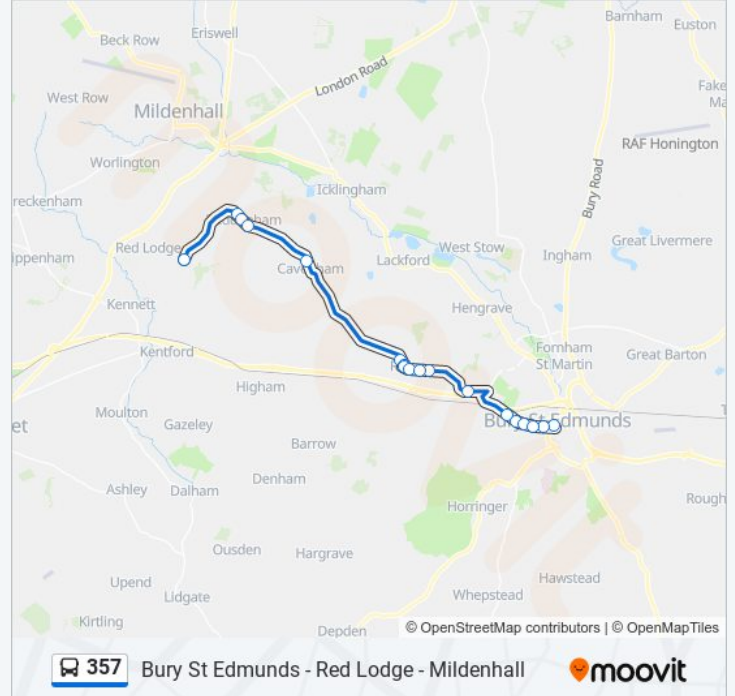 Barnham
Euston
Eriswell
Beck Row
London Road
Fake
Ma
West Row
Mildenhall
RAF Honington
Worlington
Icklingham
Bury Road
reckenham
Great Livermere
Red Lodge
West Stow
Ingham
ippenham
Lackford
Kennett
Hengrave
Kentford
Fornham
St Martin
Great Barton
Higham
Moulton
et
Gazeley
Bury St Edmunds
Barrow
Denham
Ashley
Dalham
Rough
Horringer
Ousden
Hargrave
Hawstead
Upend
Lidgate
Whepstead
Kirtling
Depden
© OpenStreetMap contributors | © OpenMapTiles
357 Bury St Edmunds - Red Lodge - Mildenhall
moovit